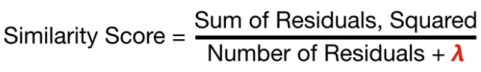 Similarity Score = Sum of Residuals, Squared
Number of Residuals + λ